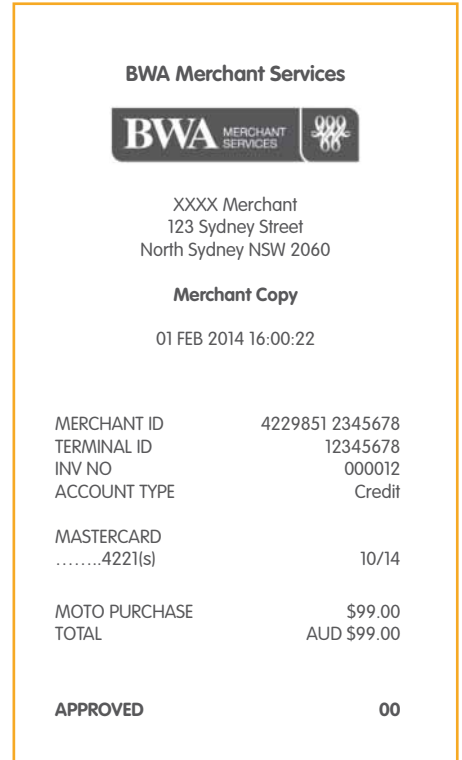 BWA Merchant Services
BWA MERCHANT SERVICES
XXXX Merchant
123 Sydney Street
North Sydney NSW 2060
Merchant Copy
01 FEB 2014 16:00:22
MERCHANT ID 4229851 2345678
TERMINAL ID 12345678
INV NO 000012
ACCOUNT TYPE Credit
MASTERCARD
........4221(s) 10/14
MOTO PURCHASE $99.00
TOTAL AUD $99.00
APPROVED 00